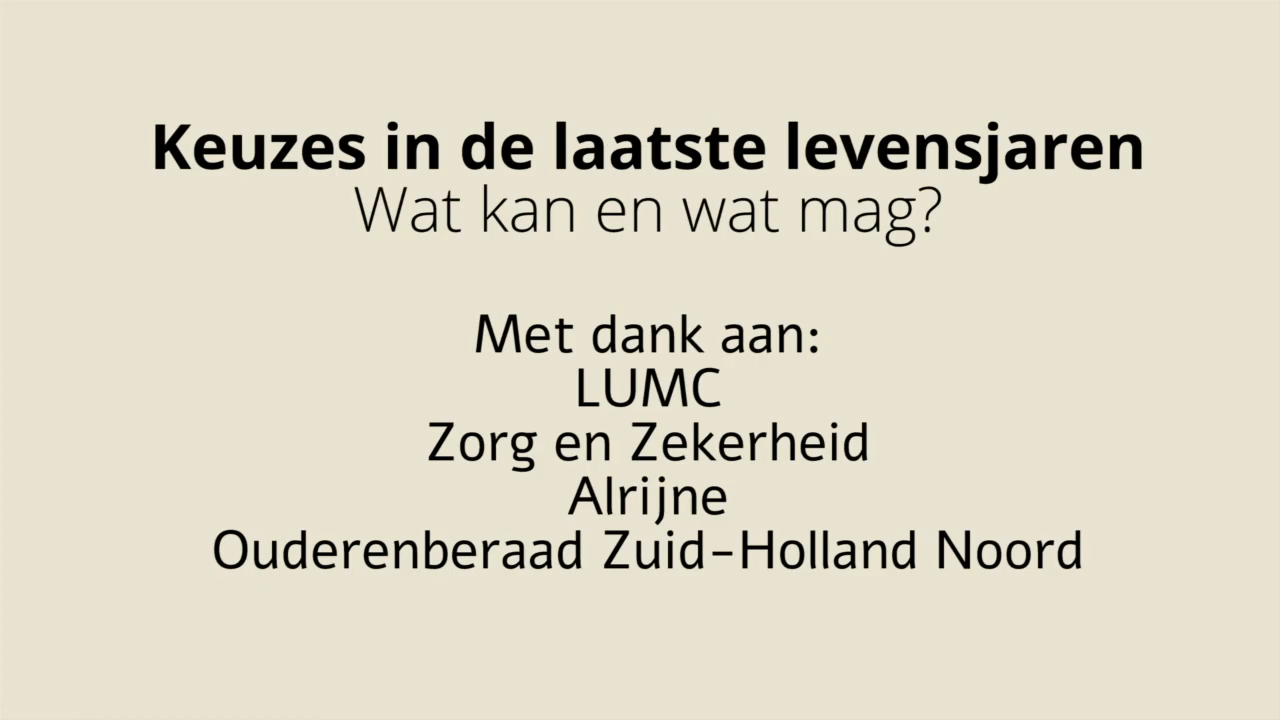 Keuzes in de laatste levensjaren
Wat kan en wat mag?
Met dank aan:
LUMC
Zorg en Zekerheid
Alrijne
Ouderenberaad Zuid-Holland Noord